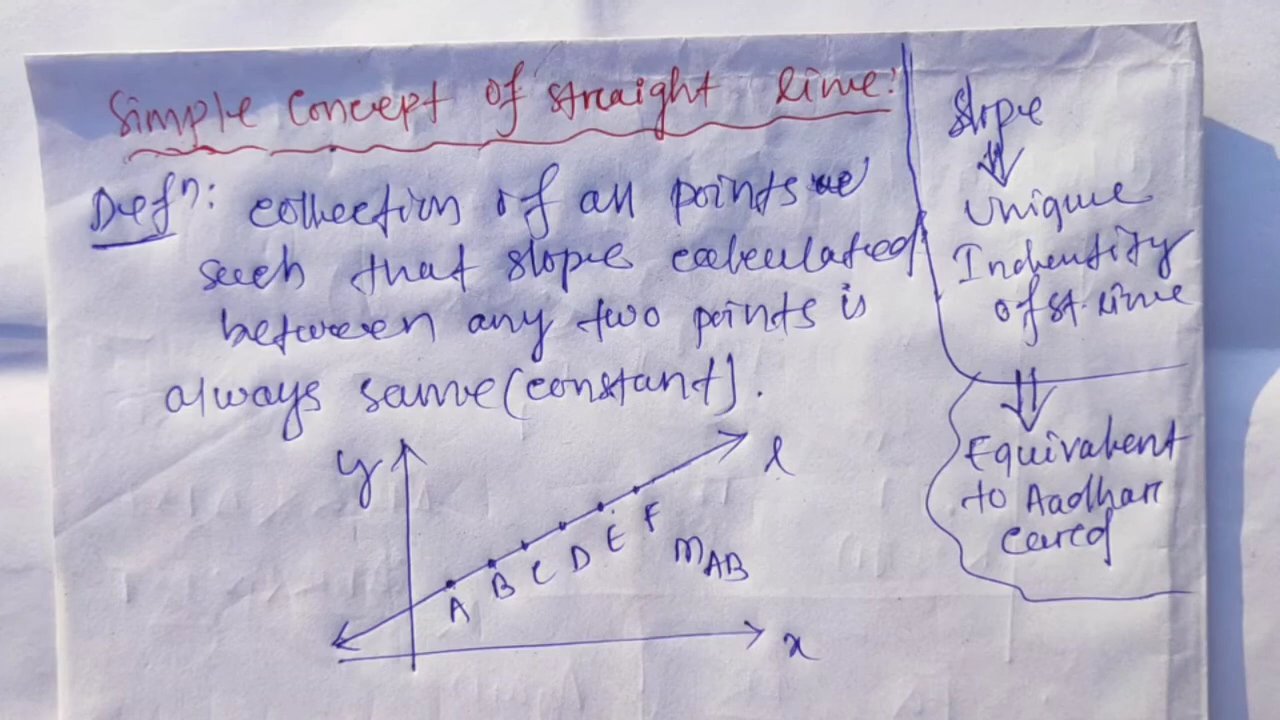 Simple Concept of straight line:
Defⁿ: collection of all points
such that slope calculated
between any two points is
always same (constant).
y
l
A B C D E F
m_AB
x
Slope
⇓
Unique
Indentity
of st. line
⇓
Equivalent
to Aadhar
card